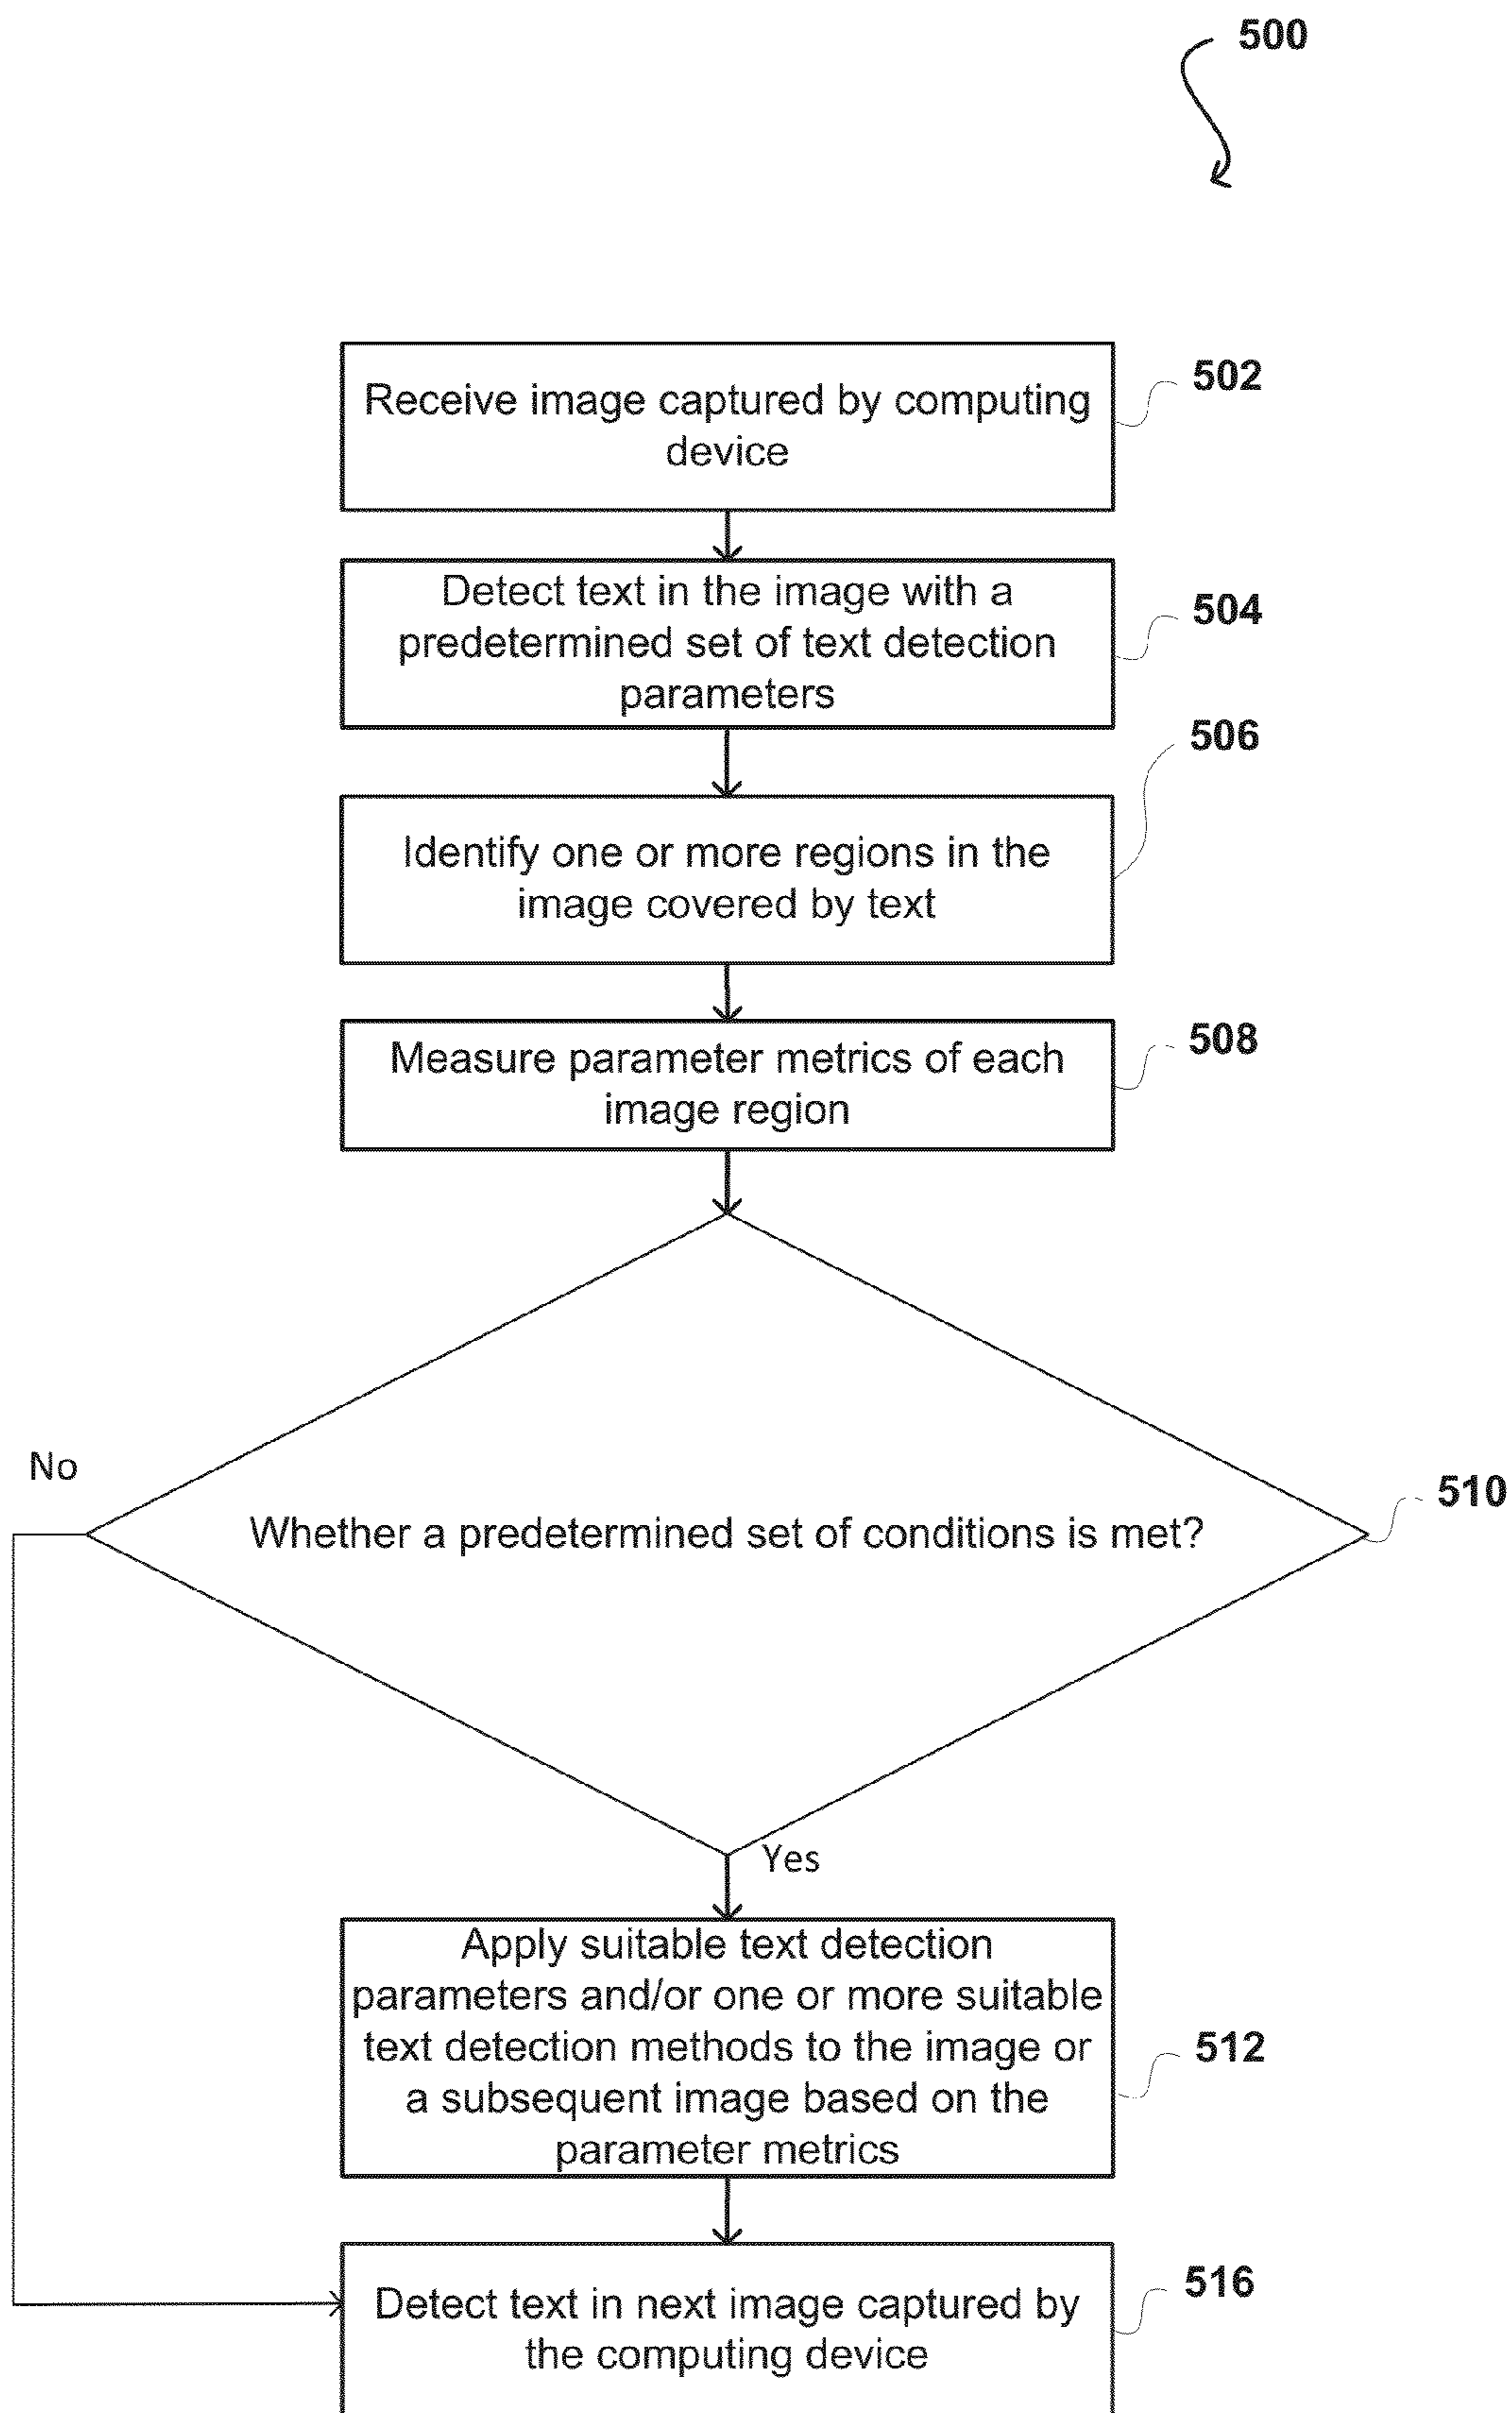 500
Receive image captured by computing
device
502
Detect text in the image with a
predetermined set of text detection
parameters
504
506
Identify one or more regions in the
image covered by text
Measure parameter metrics of each
image region
508
No
Whether a predetermined set of conditions is met?
510
Yes
Apply suitable text detection
parameters and/or one or more suitable
text detection methods to the image or
a subsequent image based on the
parameter metrics
512
Detect text in next image captured by
the computing device
516